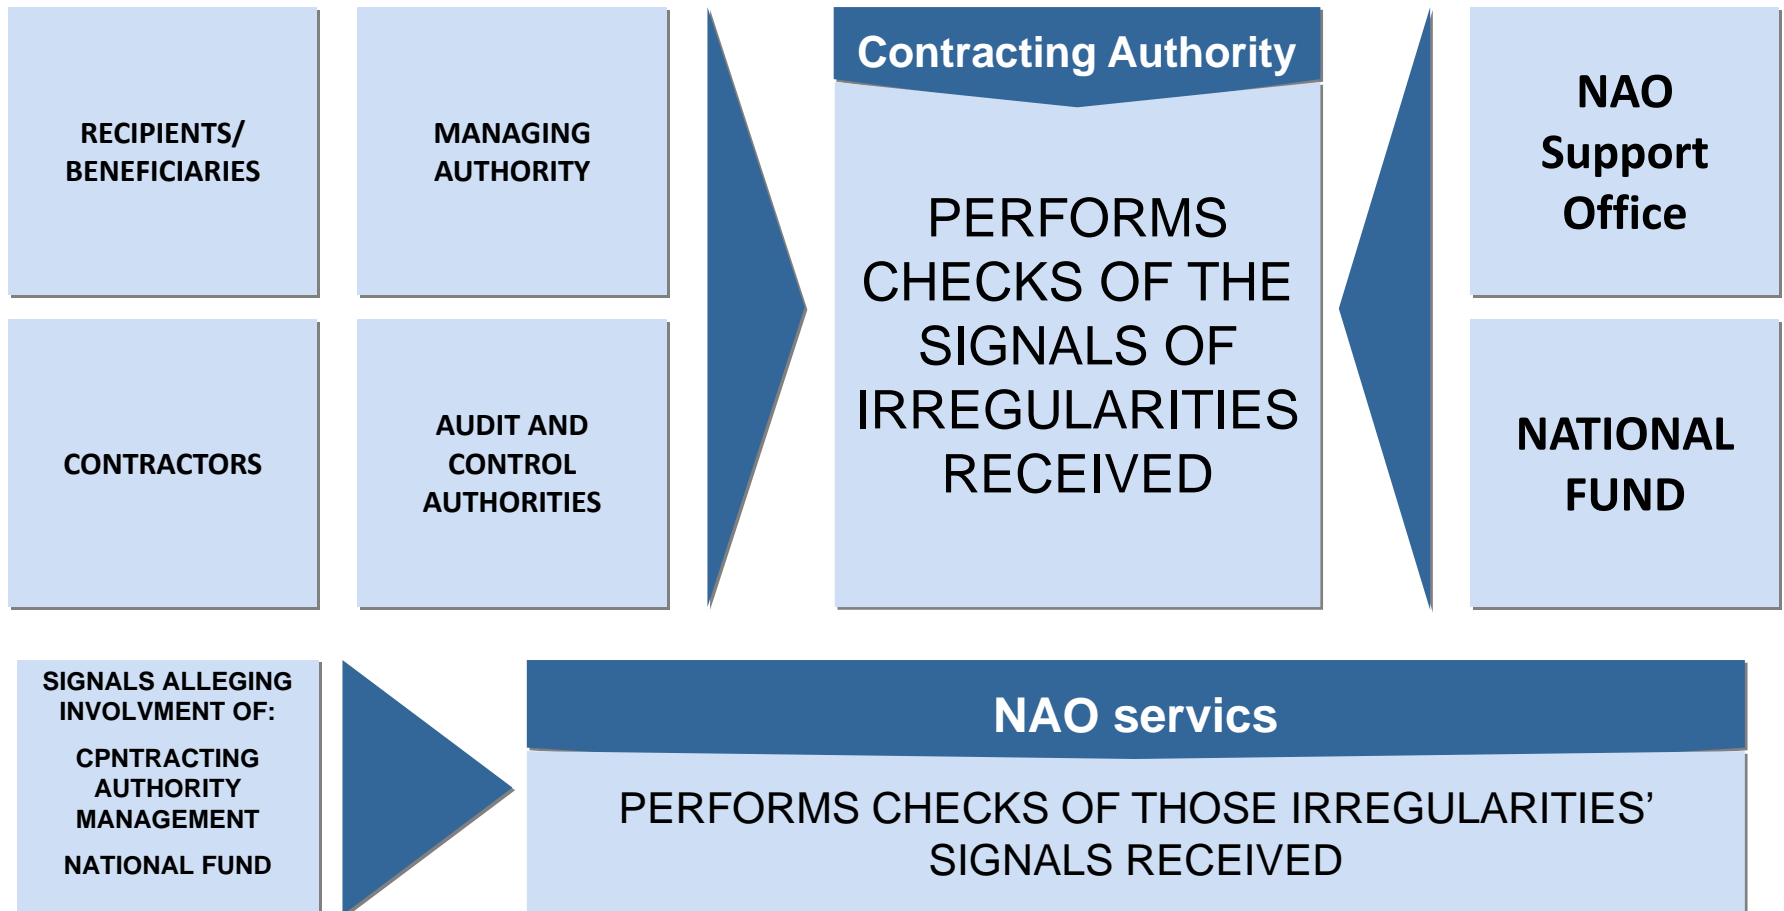 RECIPIENTS/
BENEFICIARIES
MANAGING
AUTHORITY
CONTRACTORS
AUDIT AND
CONTROL
AUTHORITIES
Contracting Authority
PERFORMS
CHECKS OF THE
SIGNALS OF
IRREGULARITIES
RECEIVED
NAO
Support
Office
NATIONAL
FUND
SIGNALS ALLEGING
INVOLVMENT OF:
CPNTRACTING
AUTHORITY
MANAGEMENT
NATIONAL FUND
NAO servics
PERFORMS CHECKS OF THOSE IRREGULARITIES’
SIGNALS RECEIVED